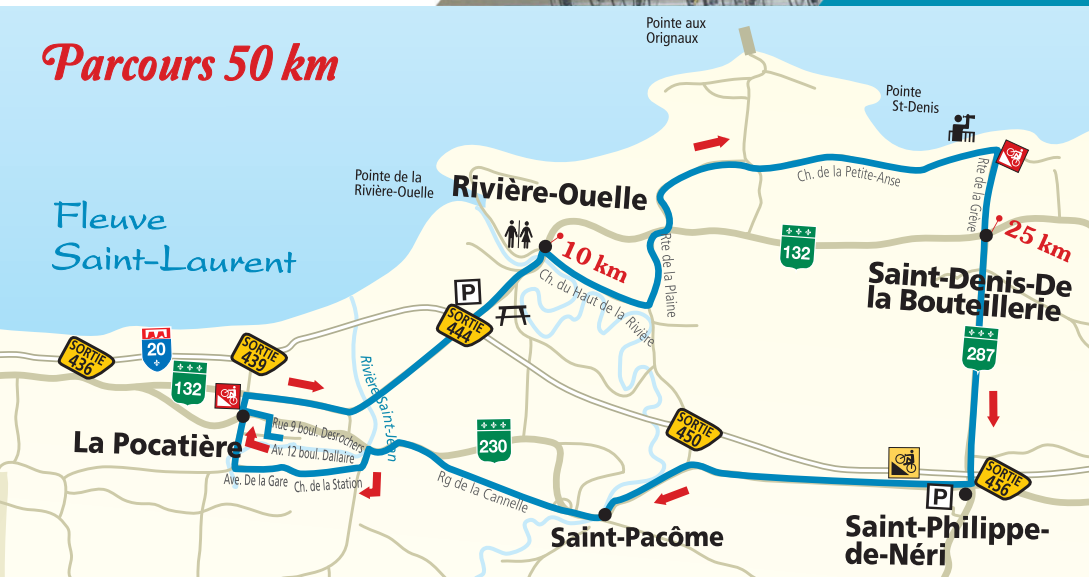 Parcours 50 km
Pointe aux
Orignaux
Pointe
St-Denis
Pointe de la
Rivière-Ouelle
Rivière-Ouelle
Fleuve
Saint-Laurent
10 km
Ch. du Haut de la Rivière
Rte de la Plaine
Ch. de la Petite-Anse
Rte de la Grève
132
25 km
Saint-Denis-De
la Bouteillerie
287
P
SORTIE
444
SORTIE
436
20
132
SORTIE
439
Rivière Saint-Jean
La Pocatière
Rue 9 boul. Desrochers
Av. 12 boul. Dallaire
Ave. De la Gare
Ch. de la Station
230
Rg de la Cannelle
SORTIE
450
Saint-Pacôme
P
SORTIE
456
Saint-Philippe-
de-Néri